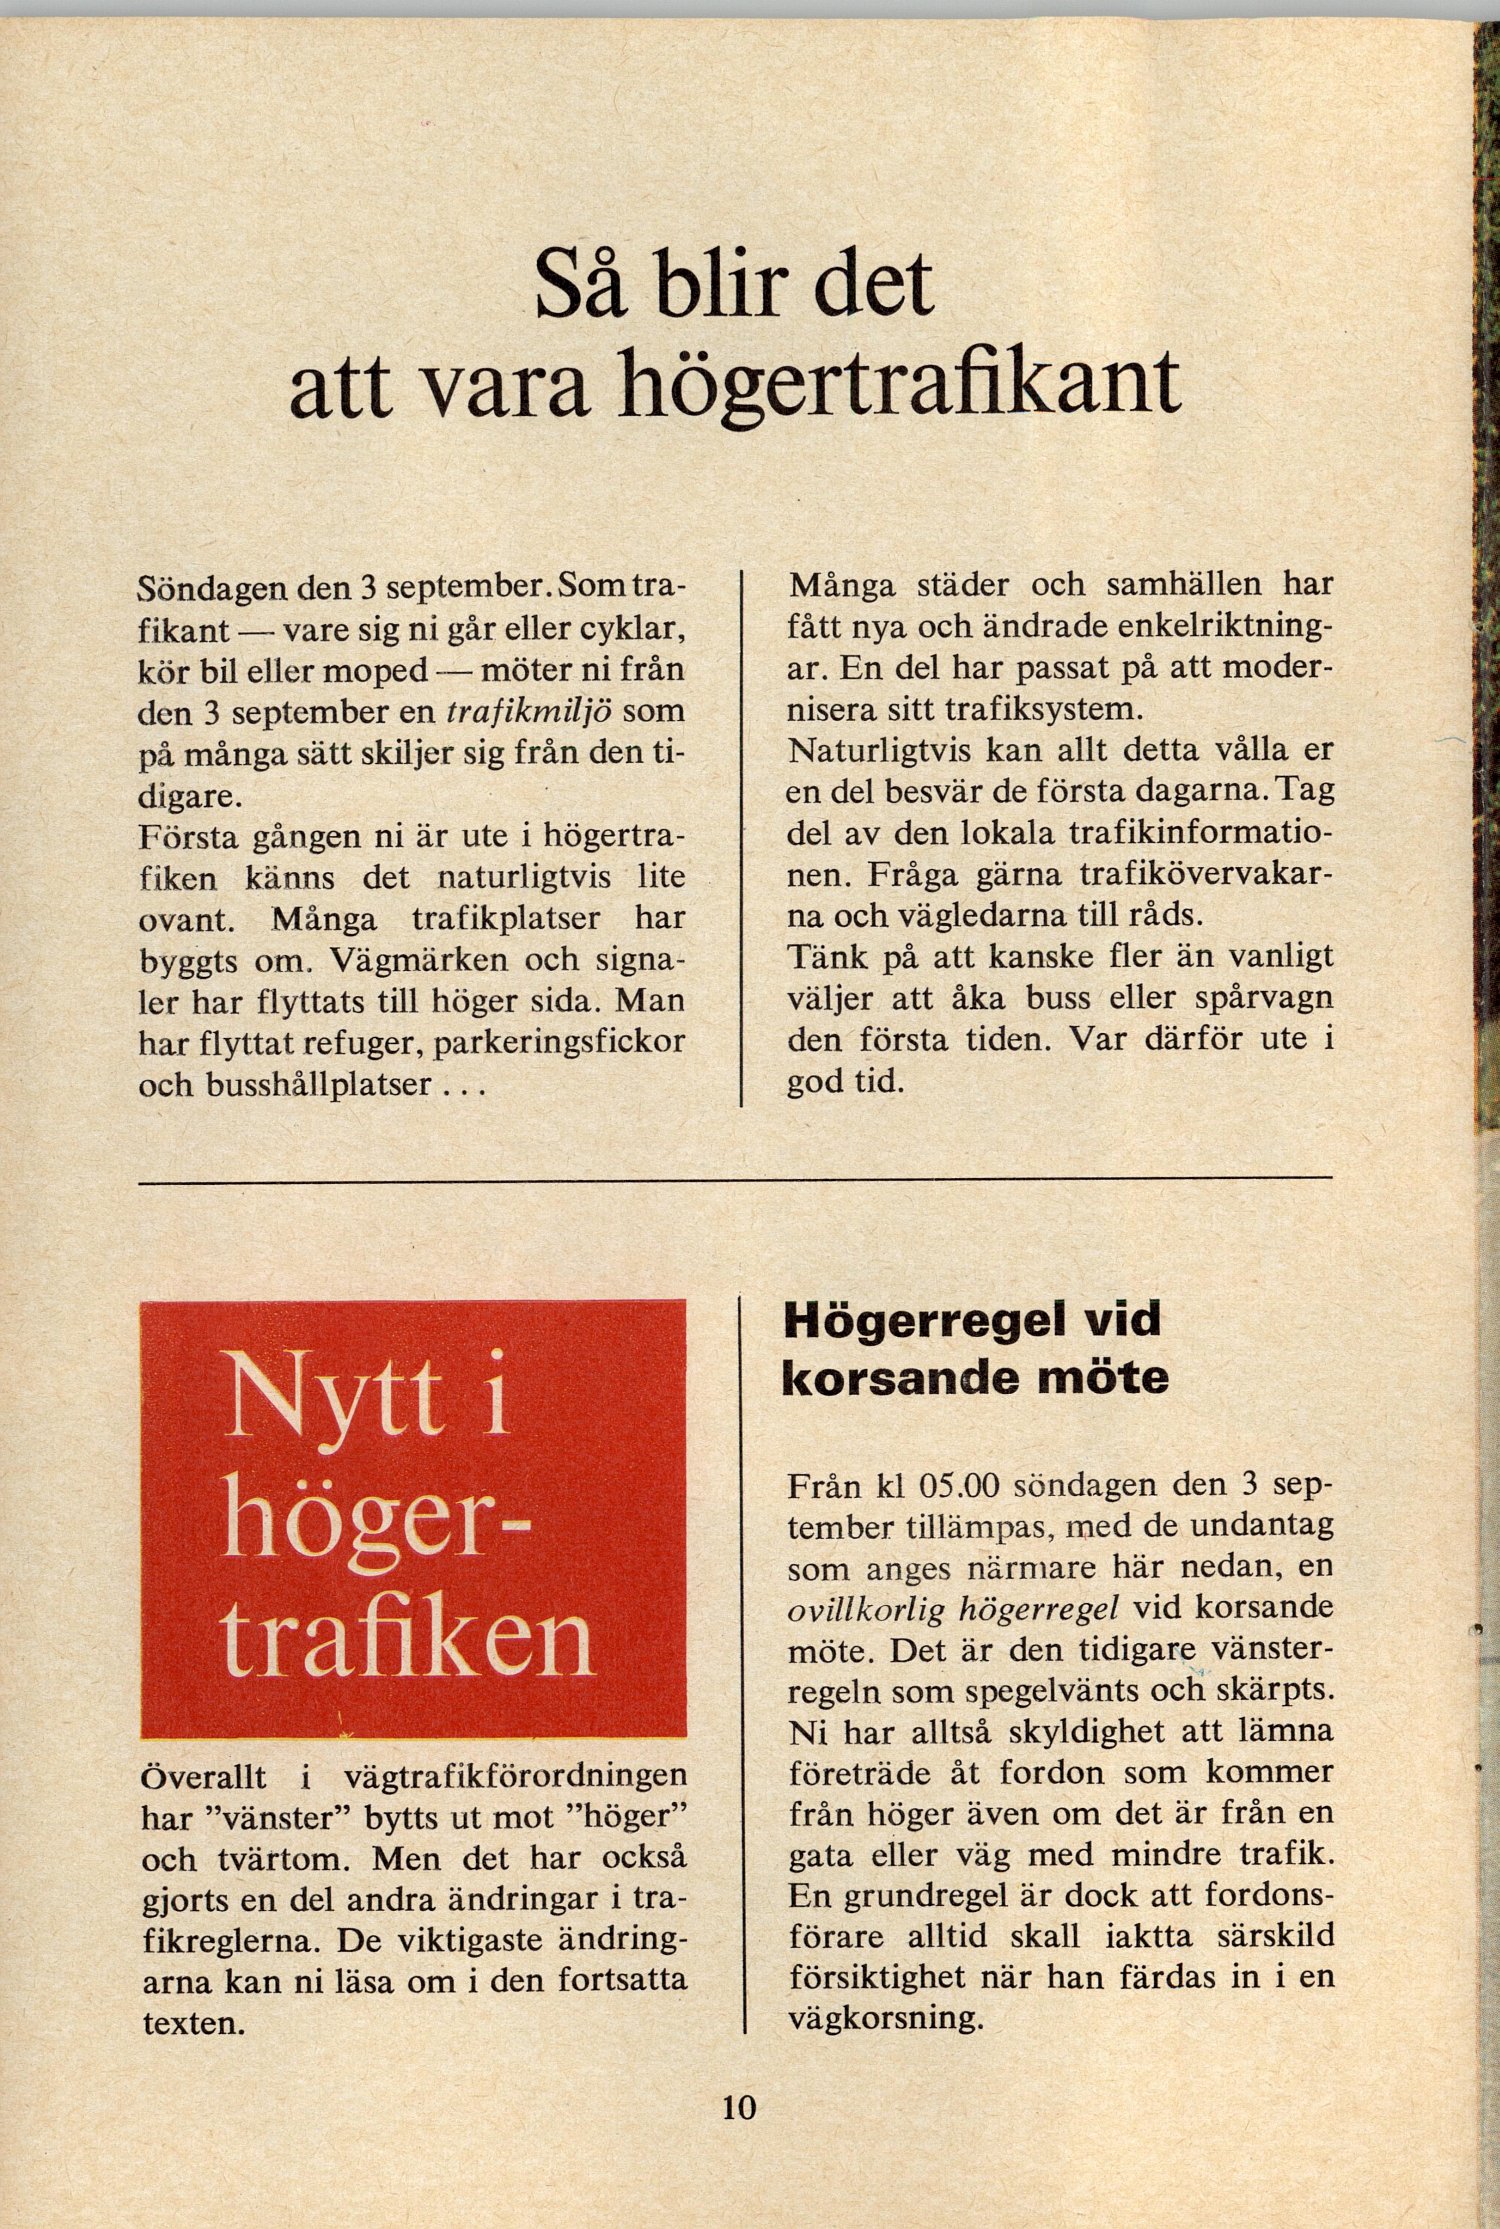 Så blir det
att vara högertrafikant
Söndagen den 3 september. Som tra-
fikant — vare sig ni går eller cyklar,
kör bil eller moped — möter ni från
den 3 september en trafikmiljö som
på många sätt skiljer sig från den ti-
digare.
Första gången ni är ute i högertra-
fiken känns det naturligtvis lite
ovant. Många trafikplatser har
byggts om. Vägmärken och signa-
ler har flyttats till höger sida. Man
har flyttat refuger, parkeringsfickor
och busshållplatser . . .
Många städer och samhällen har
fått nya och ändrade enkelriktning-
ar. En del har passat på att moder-
nisera sitt trafiksystem.
Naturligtvis kan allt detta vålla er
en del besvär de första dagarna. Tag
del av den lokala trafikinformatio-
nen. Fråga gärna trafikövervakar-
na och vägledarna till råds.
Tänk på att kanske fler än vanligt
väljer att åka buss eller spårvagn
den första tiden. Var därför ute i
god tid.
Nytt i
höger-
trafiken
Överallt i vägtrafikförordningen
har ”vänster” bytts ut mot ”höger”
och tvärtom. Men det har också
gjorts en del andra ändringar i tra-
fikreglerna. De viktigaste ändring-
arna kan ni läsa om i den fortsatta
texten.
Högerregel vid
korsande möte
Från kl 05.00 söndagen den 3 sep-
tember tillämpas, med de undantag
som anges närmare här nedan, en
ovillkorlig högerregel vid korsande
möte. Det är den tidigare vänster-
regeln som spegelvänts och skärpts.
Ni har alltså skyldighet att lämna
företräde åt fordon som kommer
från höger även om det är från en
gata eller väg med mindre trafik.
En grundregel är dock att fordons-
förare alltid skall iaktta särskild
försiktighet när han färdas in i en
vägkorsning.
10